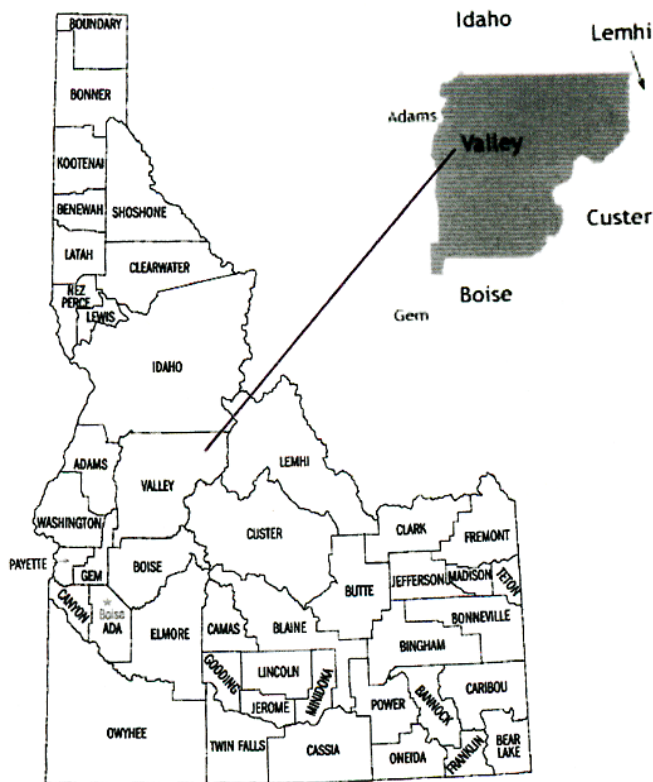 BOUNDARY
Idaho
Lemhi
BONNER
Adams
Valley
KOOTENAI
BENEWAH
SHOSHONE
Custer
LATAH
CLEARWATER
NEZ
PERCE
LEWIS
Boise
Gem
IDAHO
ADAMS
LEMHI
VALLEY
WASHINGTON
CUSTER
CLARK
FREMONT
PAYETTE
GEM
BOISE
BUTTE
JEFFERSON
MADISON
TETON
CANYON
Boise
ADA
ELMORE
CAMAS
BLAINE
BONNEVILLE
BINGHAM
GOODING
LINCOLN
MINIDOKA
JEROME
POWER
BANNOCK
CARIBOU
OWYHEE
TWIN FALLS
CASSIA
ONEIDA
FRANKLIN
BEAR
LAKE